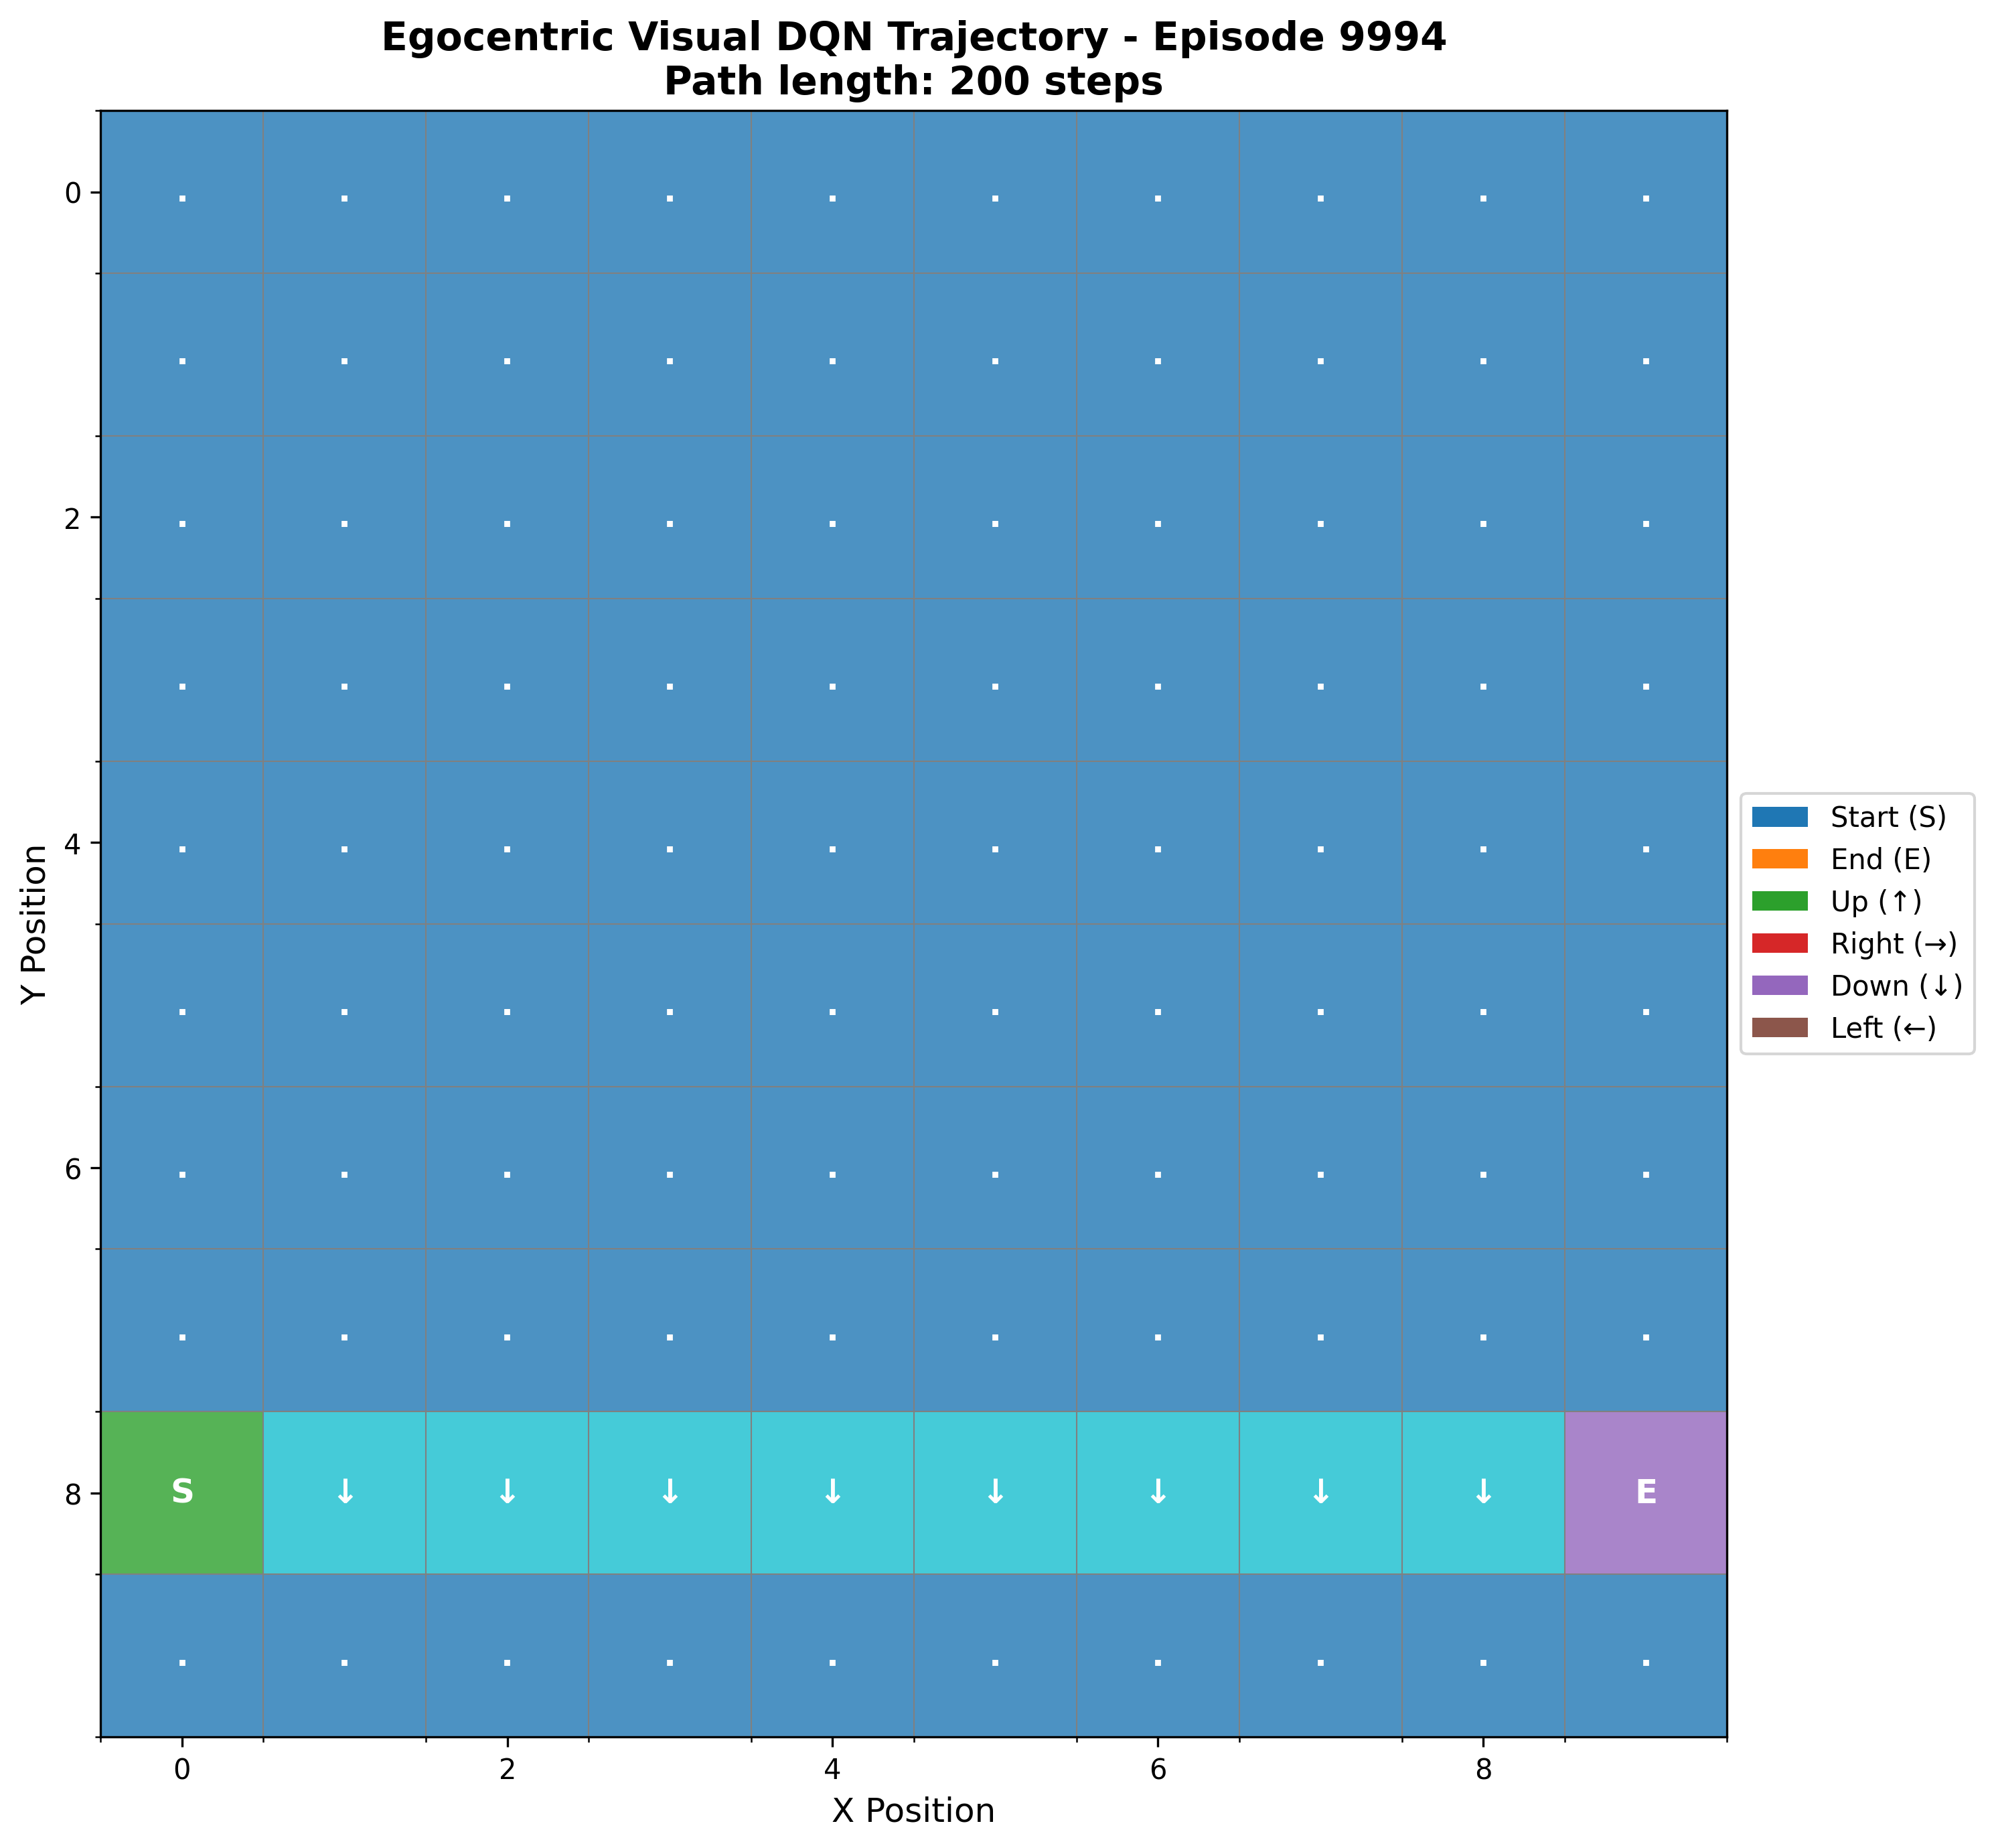 Egocentric Visual DQN Trajectory - Episode 9994
Path length: 200 steps
0
. . . . . . . . . .
. . . . . . . . . .
2
. . . . . . . . . .
. . . . . . . . . .
4
. . . . . . . . . .
. . . . . . . . . .
6
. . . . . . . . . .
. . . . . . . . . .
8
S ↓ ↓ ↓ ↓ ↓ ↓ ↓ ↓ E
. . . . . . . . . .
0 2 4 6 8
X Position
Y Position
Start (S)
End (E)
Up (↑)
Right (→)
Down (↓)
Left (←)